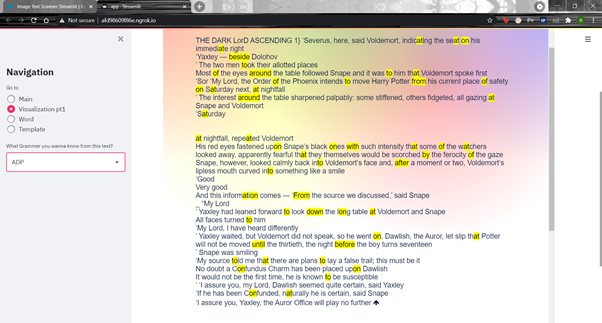 Image Text Scanner Streamlit | h
app · Streamlit
Not secure | afd98609f86e.ngrok.io
Navigation
Go to
Main
Visualization pt1
Word
Template
What Grammer you wanna know from this text?
ADP
THE DARK LorD ASCENDING 1} 'Severus, here, said Voldemort, indicating the seat on his
immediate right
'Yaxley — beside Dolohov
` The two men took their allotted places
Most of the eyes around the table followed Snape and it was to him that Voldemort spoke first
'Sor 'My Lord, the Order of the Phoenix intends to move Harry Potter from his current place of safety
on Saturday next, at nightfall
` The interest around the table sharpened palpably: some stiffened, others fidgeted, all gazing at
Snape and Voldemort
'Saturday
at nightfall, repeated Voldemort
His red eyes fastened upon Snape's black ones with such intensity that some of the watchers
looked away, apparently fearful that they themselves would be scorched by the ferocity of the gaze
Snape, however, looked calmly back into Voldemort's face and, after a moment or two, Voldemort's
lipless mouth curved into something like a smile
'Good
Very good
And this information comes — 'From the source we discussed,' said Snape
_ "My Lord
` Yaxley had leaned forward to look down the long table at Voldemort and Snape
All faces turned to him
'My Lord, I have heard differently
` Yaxley waited, but Voldemort did not speak, so he went on, Dawlish, the Auror, let slip that Potter
will not be moved until the thirtieth, the night before the boy turns seventeen
` Snape was smiling
'My source told me that there are plans to lay a false trail; this must be it
No doubt a Confundus Charm has been placed upon Dawlish
It would not be the first time, he is known to be susceptible
` 'I assure you, my Lord, Dawlish seemed quite certain, said Yaxley
'If he has been Confunded, naturally he is certain, said Snape
'I assure you, Yaxley, the Auror Office will play no further